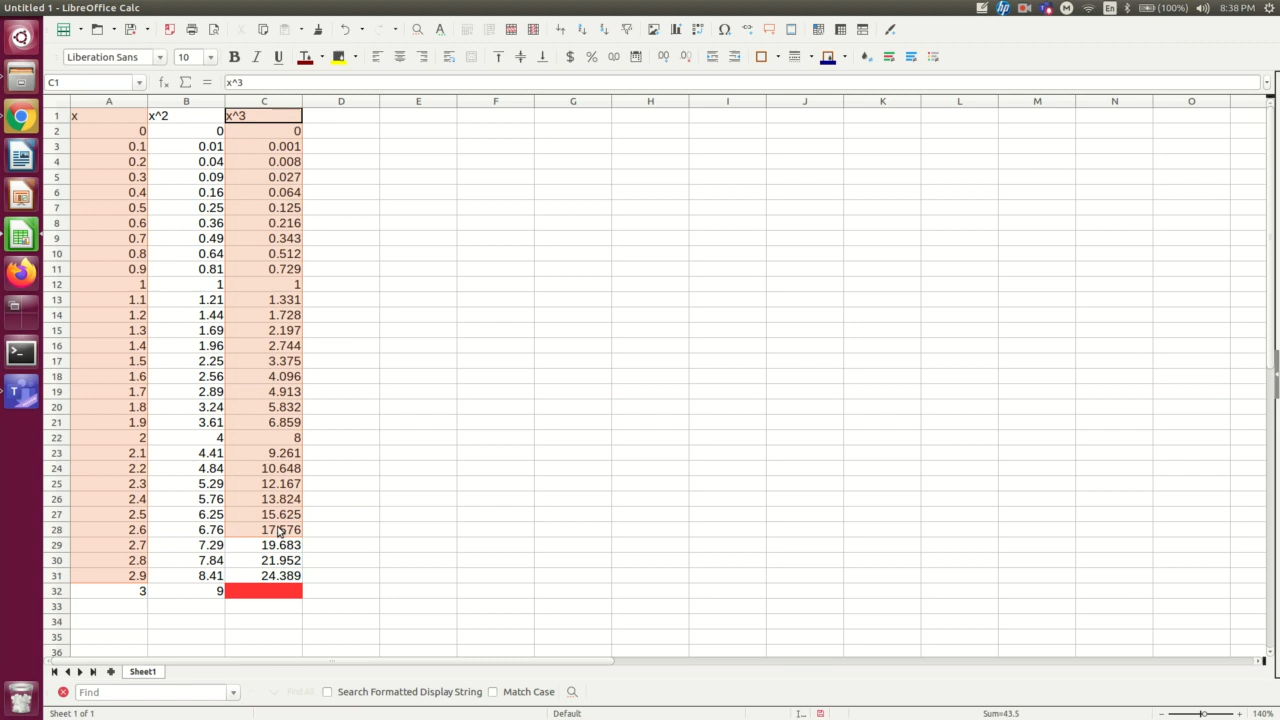 Untitled 1 - LibreOffice Calc
En (100%) 8:38 PM
Liberation Sans 10
C1 x^3
A B C D E F G H I J K L M N O
1 x x^2 x^3
2 0 0 0
3 0.1 0.01 0.001
4 0.2 0.04 0.008
5 0.3 0.09 0.027
6 0.4 0.16 0.064
7 0.5 0.25 0.125
8 0.6 0.36 0.216
9 0.7 0.49 0.343
10 0.8 0.64 0.512
11 0.9 0.81 0.729
12 1 1 1
13 1.1 1.21 1.331
14 1.2 1.44 1.728
15 1.3 1.69 2.197
16 1.4 1.96 2.744
17 1.5 2.25 3.375
18 1.6 2.56 4.096
19 1.7 2.89 4.913
20 1.8 3.24 5.832
21 1.9 3.61 6.859
22 2 4 8
23 2.1 4.41 9.261
24 2.2 4.84 10.648
25 2.3 5.29 12.167
26 2.4 5.76 13.824
27 2.5 6.25 15.625
28 2.6 6.76 17.576
29 2.7 7.29 19.683
30 2.8 7.84 21.952
31 2.9 8.41 24.389
32 3 9
33
34
35
36
Sheet1
Find Find All Search Formatted Display String Match Case
Sheet 1 of 1 Default Sum=43.5 140%